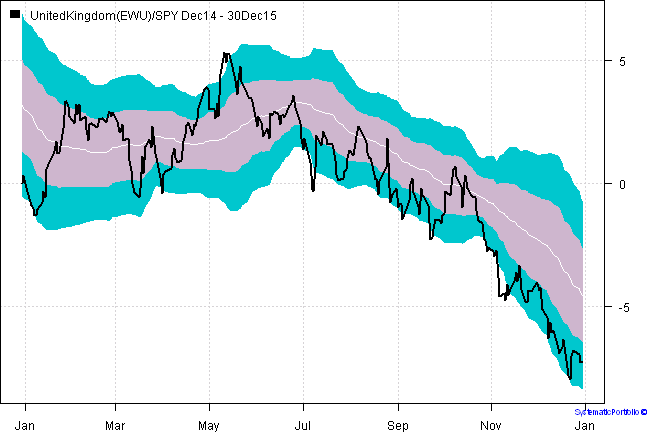 UnitedKingdom(EWU)/SPY Dec14 - 30Dec15
5
0
-5
Jan Mar May Jul Sep Nov Jan
SystematicPortfolio ©